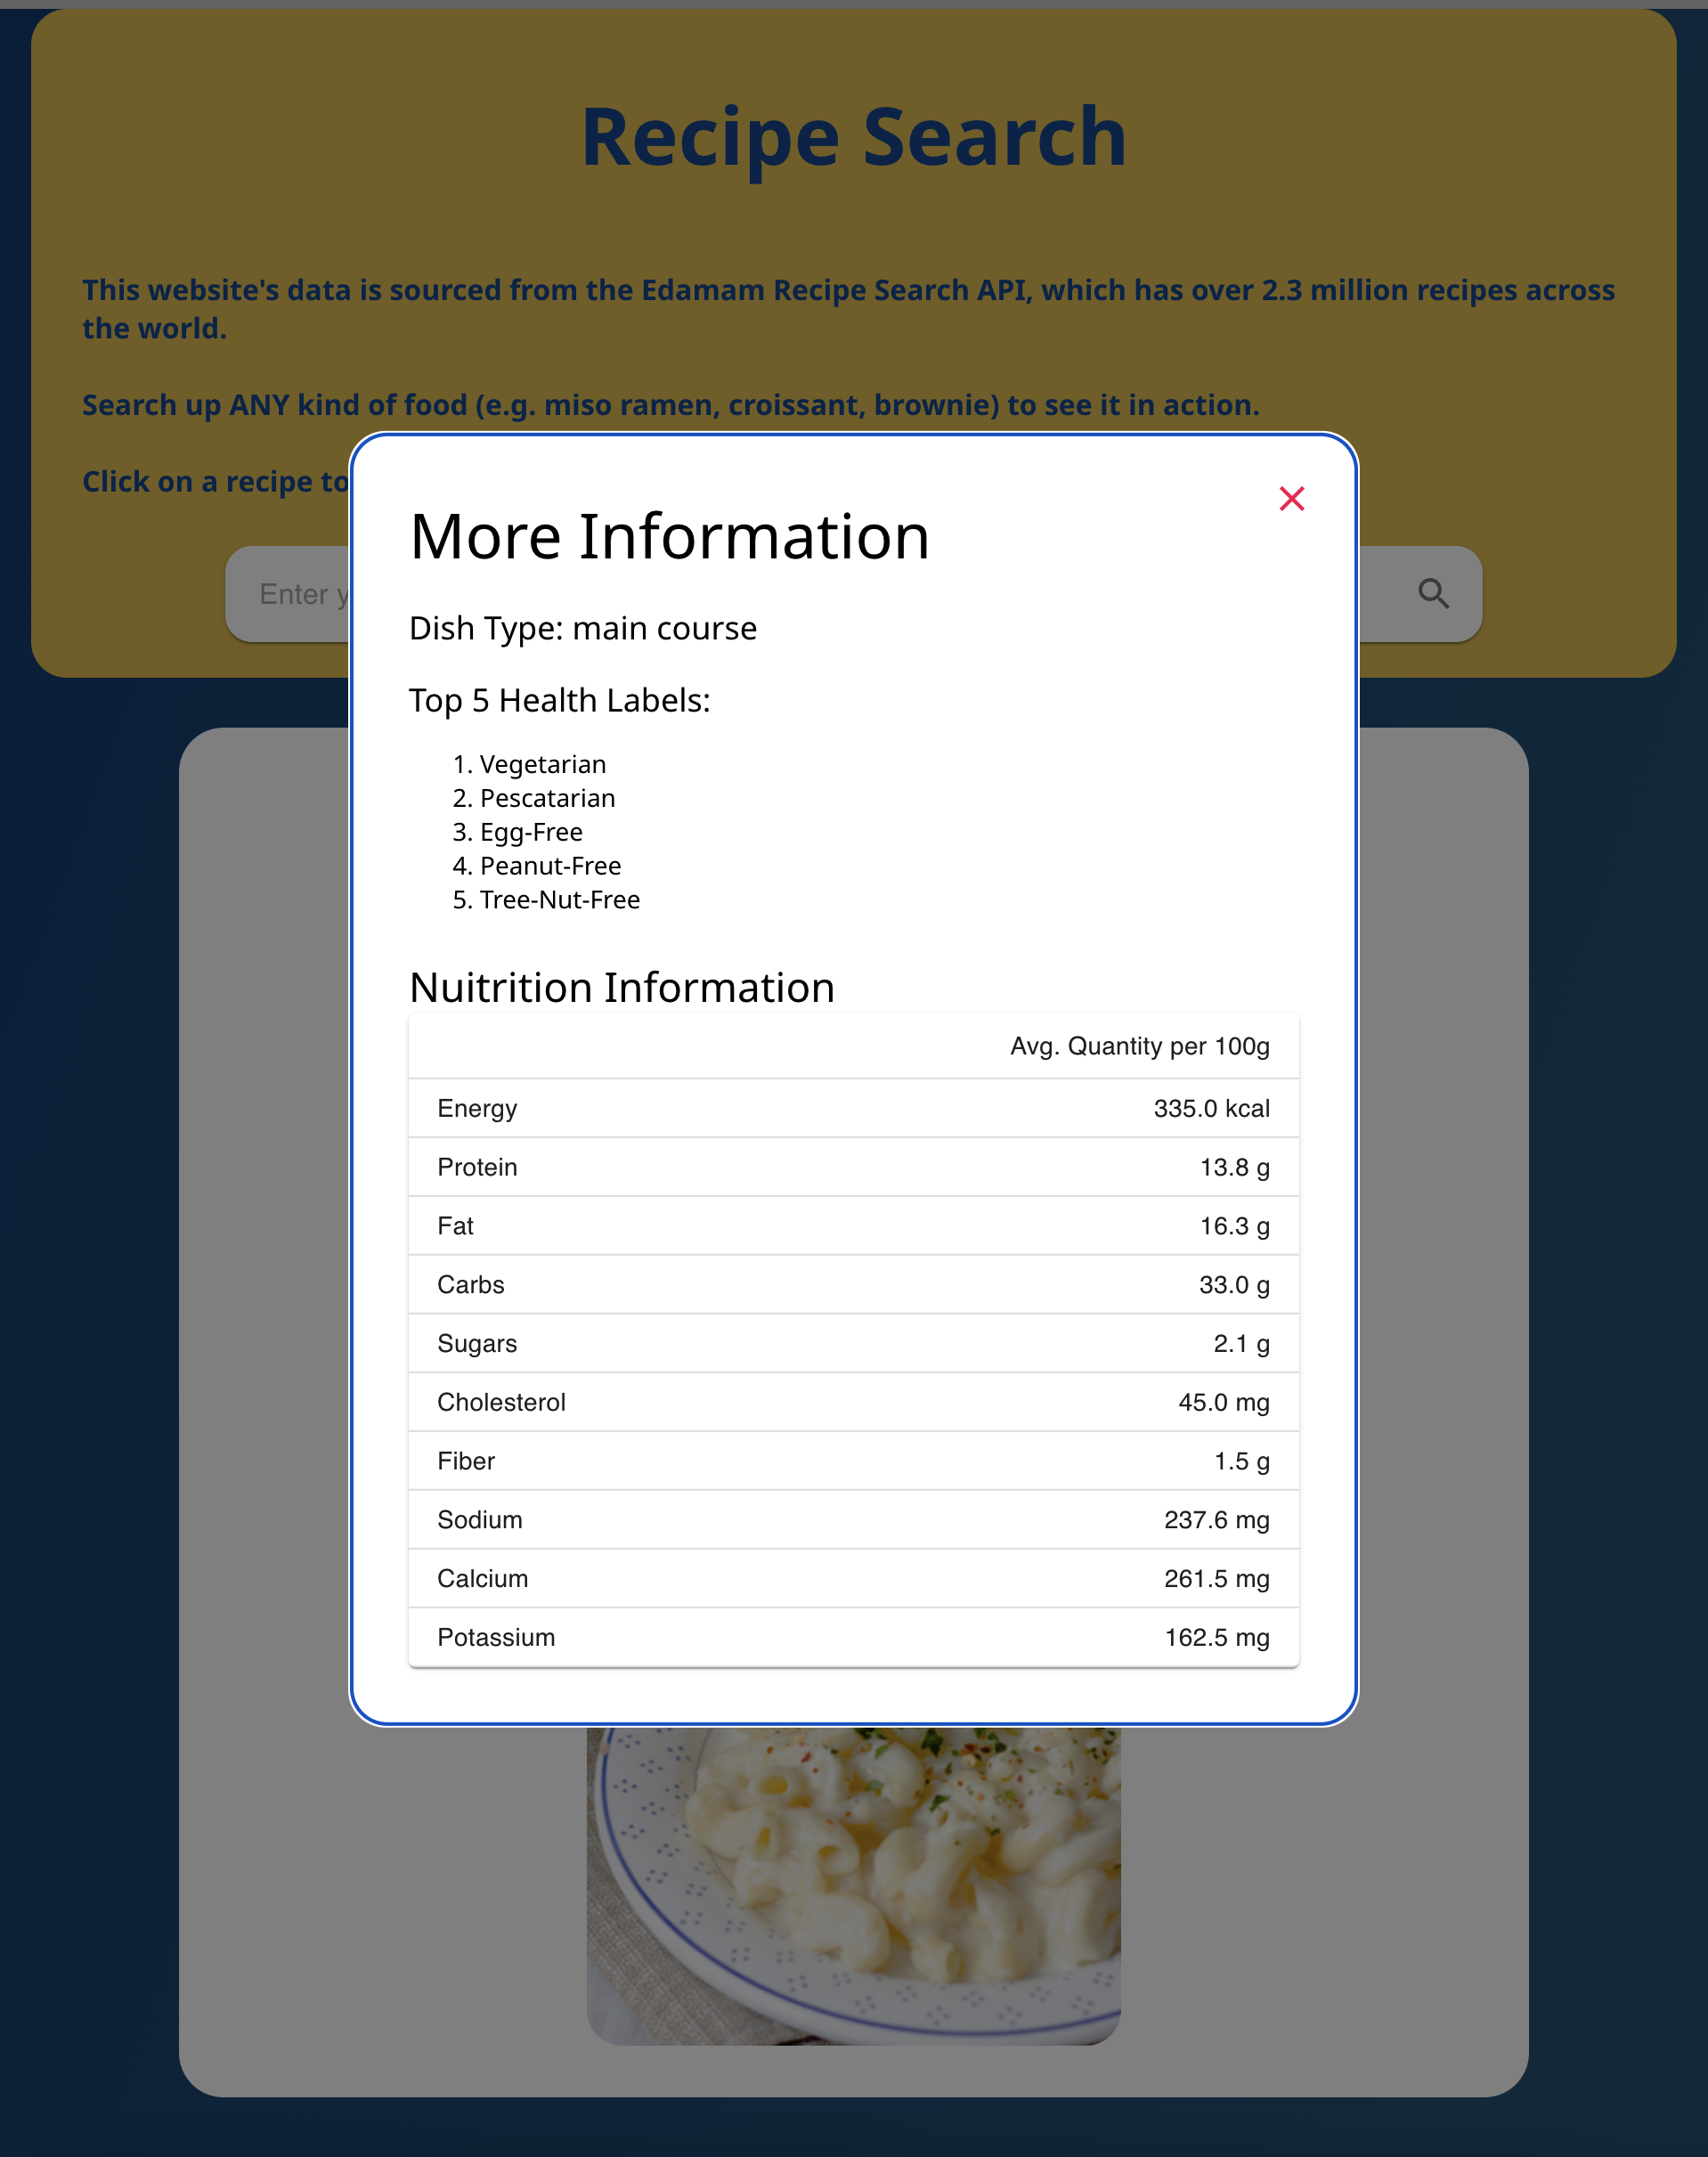 Recipe Search
This website's data is sourced from the Edamam Recipe Search API, which has over 2.3 million recipes across
the world.
Search up ANY kind of food (e.g. miso ramen, croissant, brownie) to see it in action.
Click on a recipe to
Enter
More Information
Dish Type: main course
Top 5 Health Labels:
1. Vegetarian
2. Pescatarian
3. Egg-Free
4. Peanut-Free
5. Tree-Nut-Free
Nuitrition Information
Avg. Quantity per 100g
Energy 335.0 kcal
Protein 13.8 g
Fat 16.3 g
Carbs 33.0 g
Sugars 2.1 g
Cholesterol 45.0 mg
Fiber 1.5 g
Sodium 237.6 mg
Calcium 261.5 mg
Potassium 162.5 mg